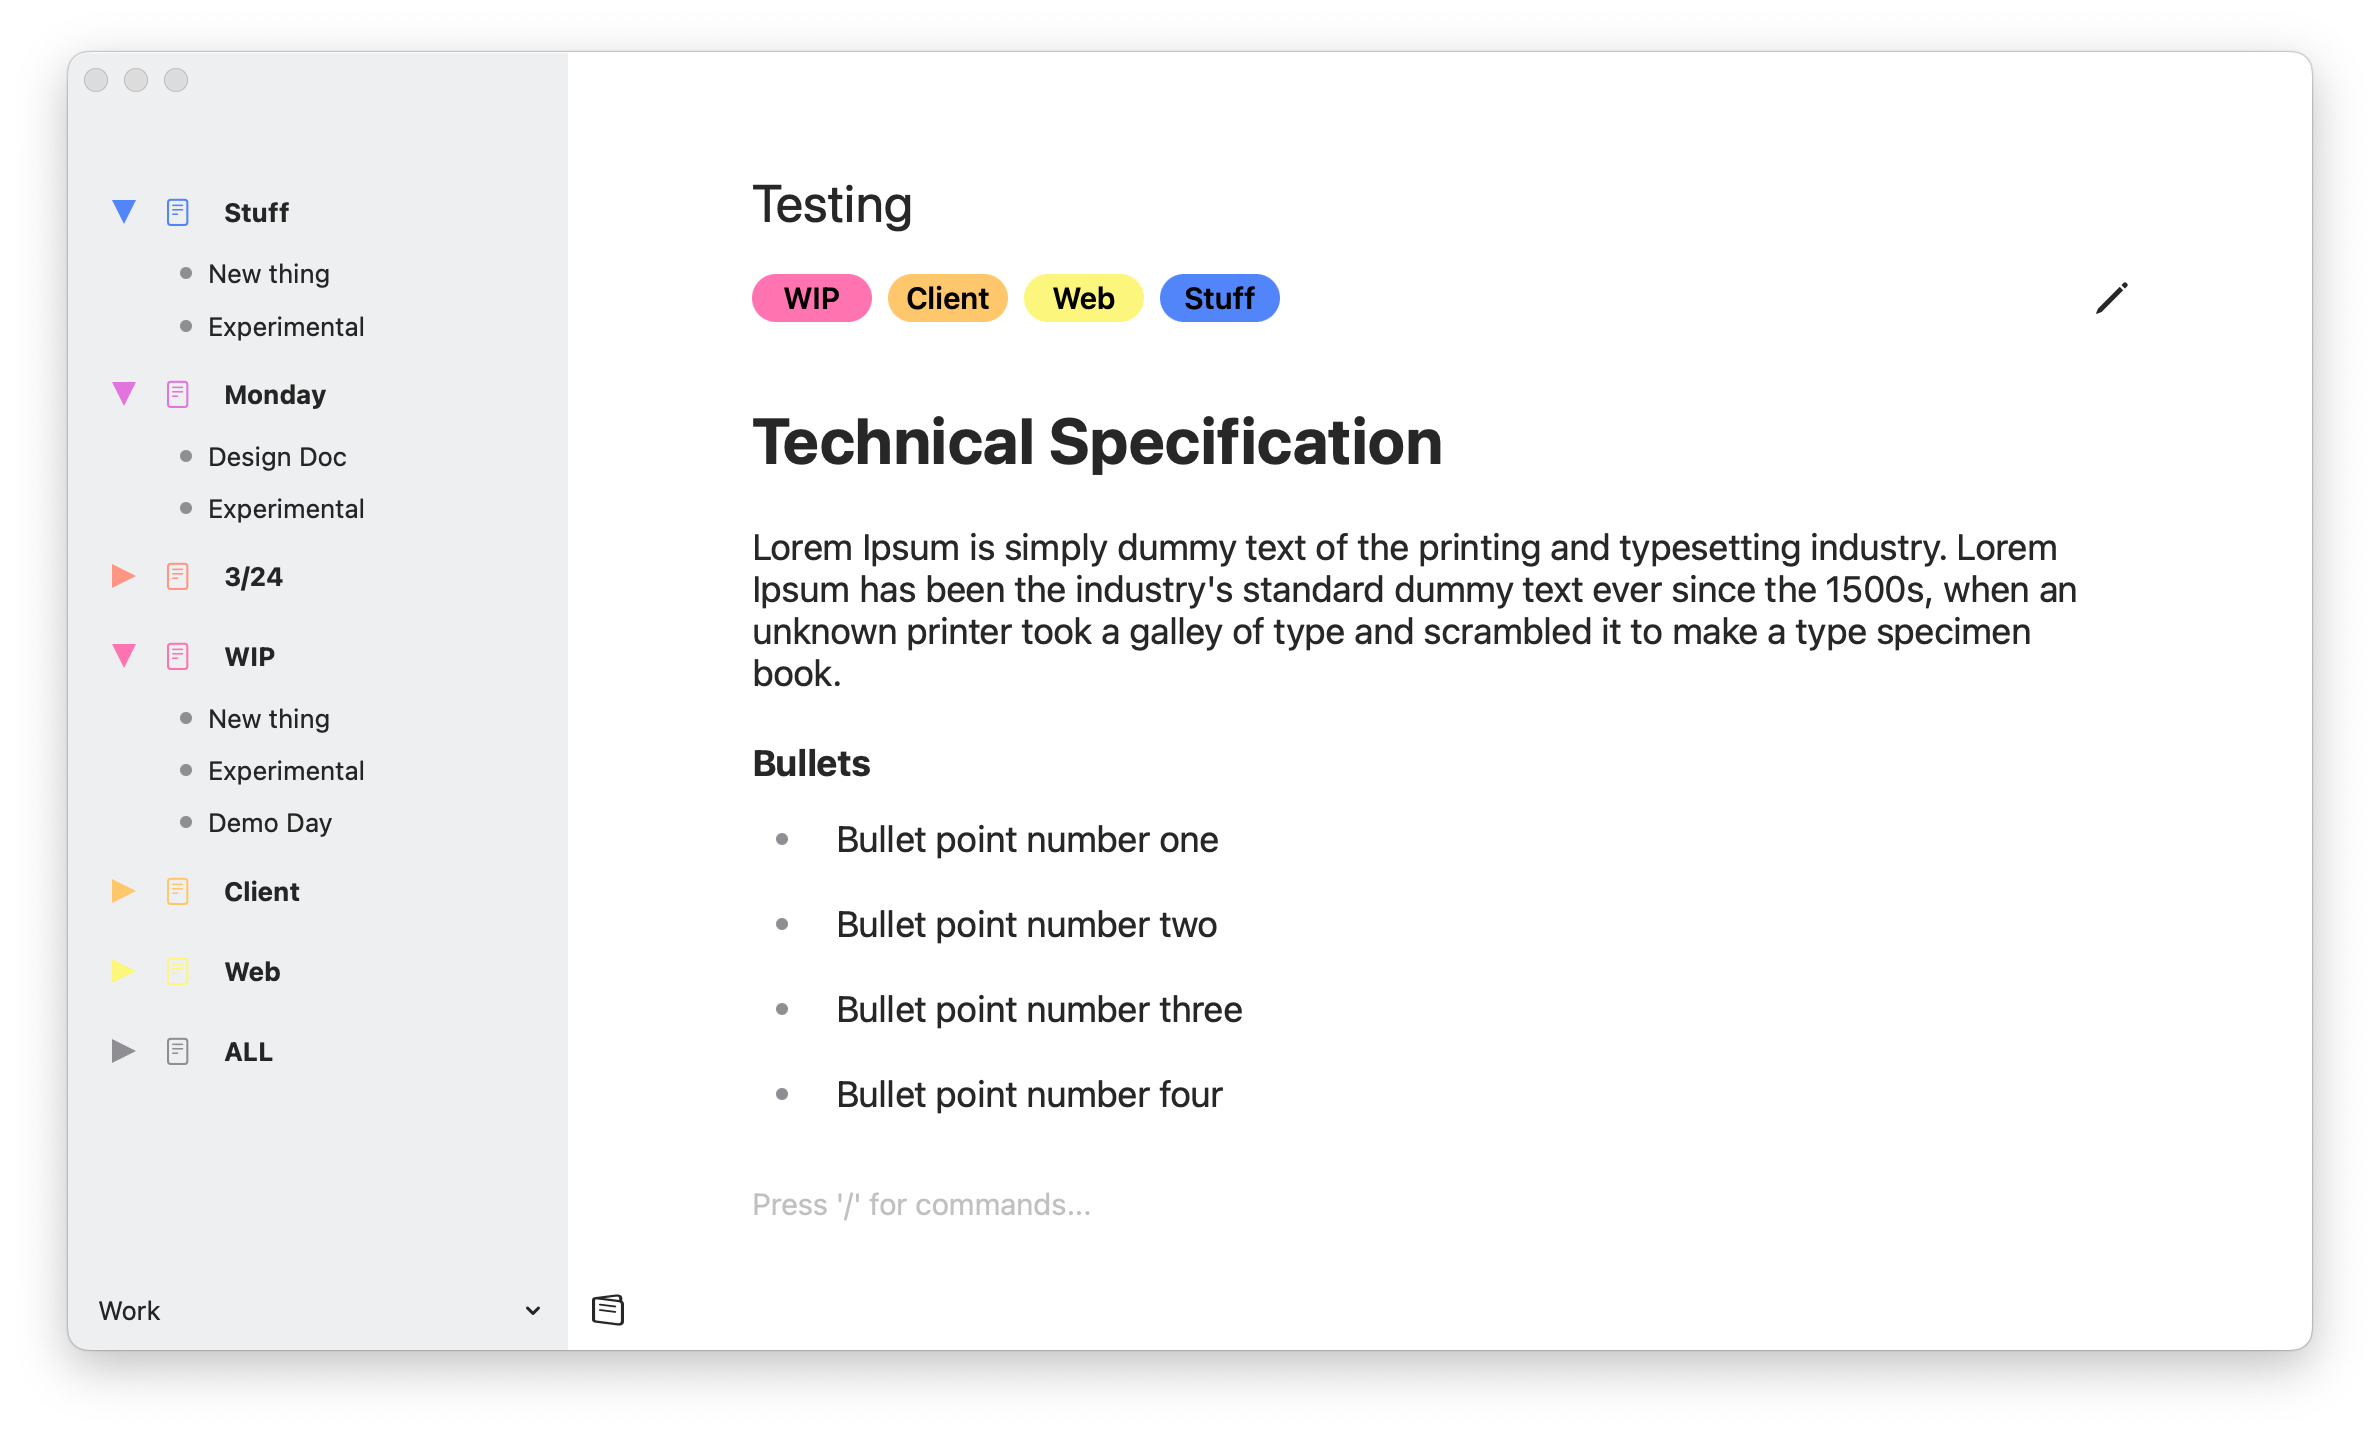 Stuff
New thing
Experimental
Monday
Design Doc
Experimental
3/24
WIP
New thing
Experimental
Demo Day
Client
Web
ALL
Work
Testing
WIP Client Web Stuff
Technical Specification
Lorem Ipsum is simply dummy text of the printing and typesetting industry. Lorem
Ipsum has been the industry's standard dummy text ever since the 1500s, when an
unknown printer took a galley of type and scrambled it to make a type specimen
book.
Bullets
Bullet point number one
Bullet point number two
Bullet point number three
Bullet point number four
Press '/' for commands...